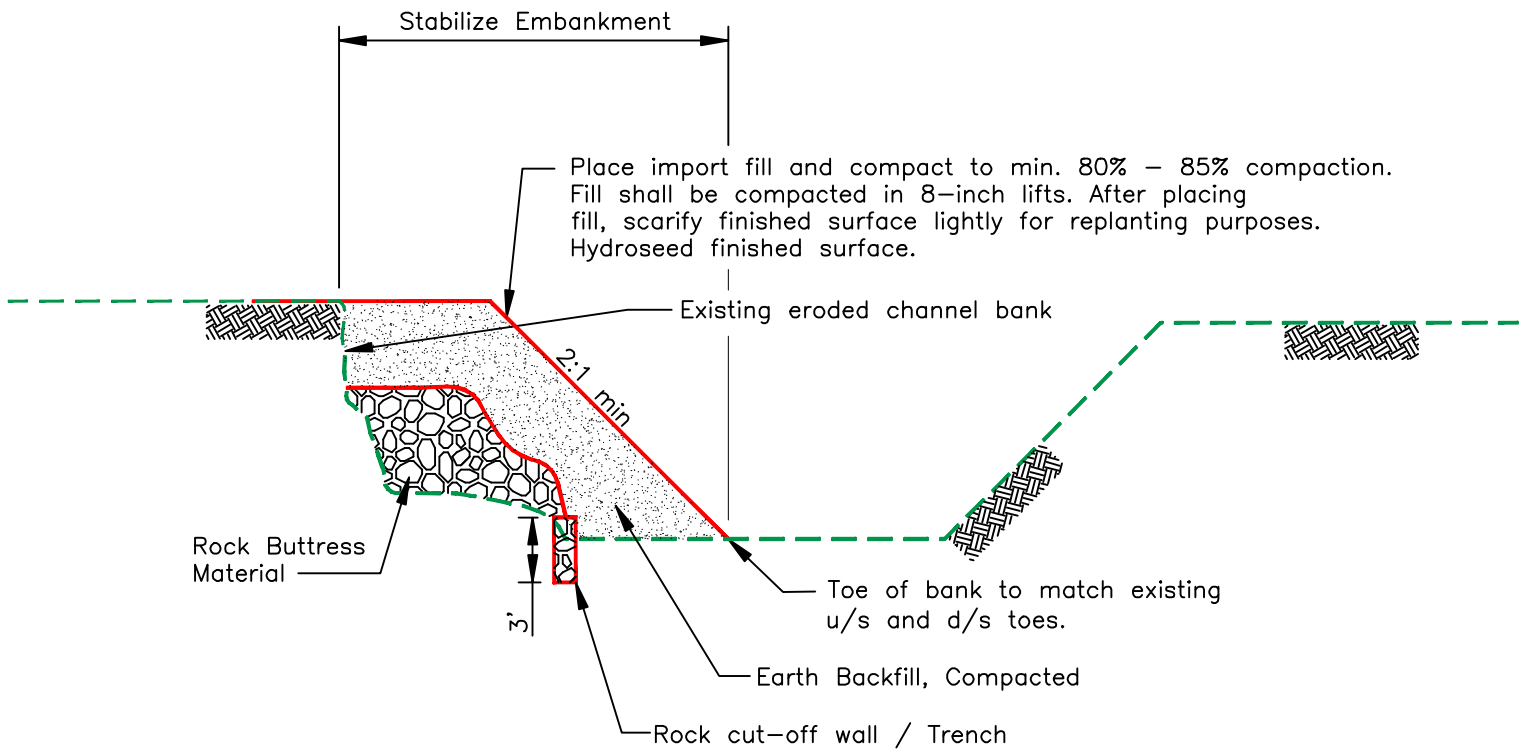 Stabilize Embankment
Place import fill and compact to min. 80% – 85% compaction.
Fill shall be compacted in 8–inch lifts. After placing
fill, scarify finished surface lightly for replanting purposes.
Hydroseed finished surface.
Existing eroded channel bank
2:1 min
Rock Buttress
Material
3'
Toe of bank to match existing
u/s and d/s toes.
Earth Backfill, Compacted
Rock cut–off wall / Trench